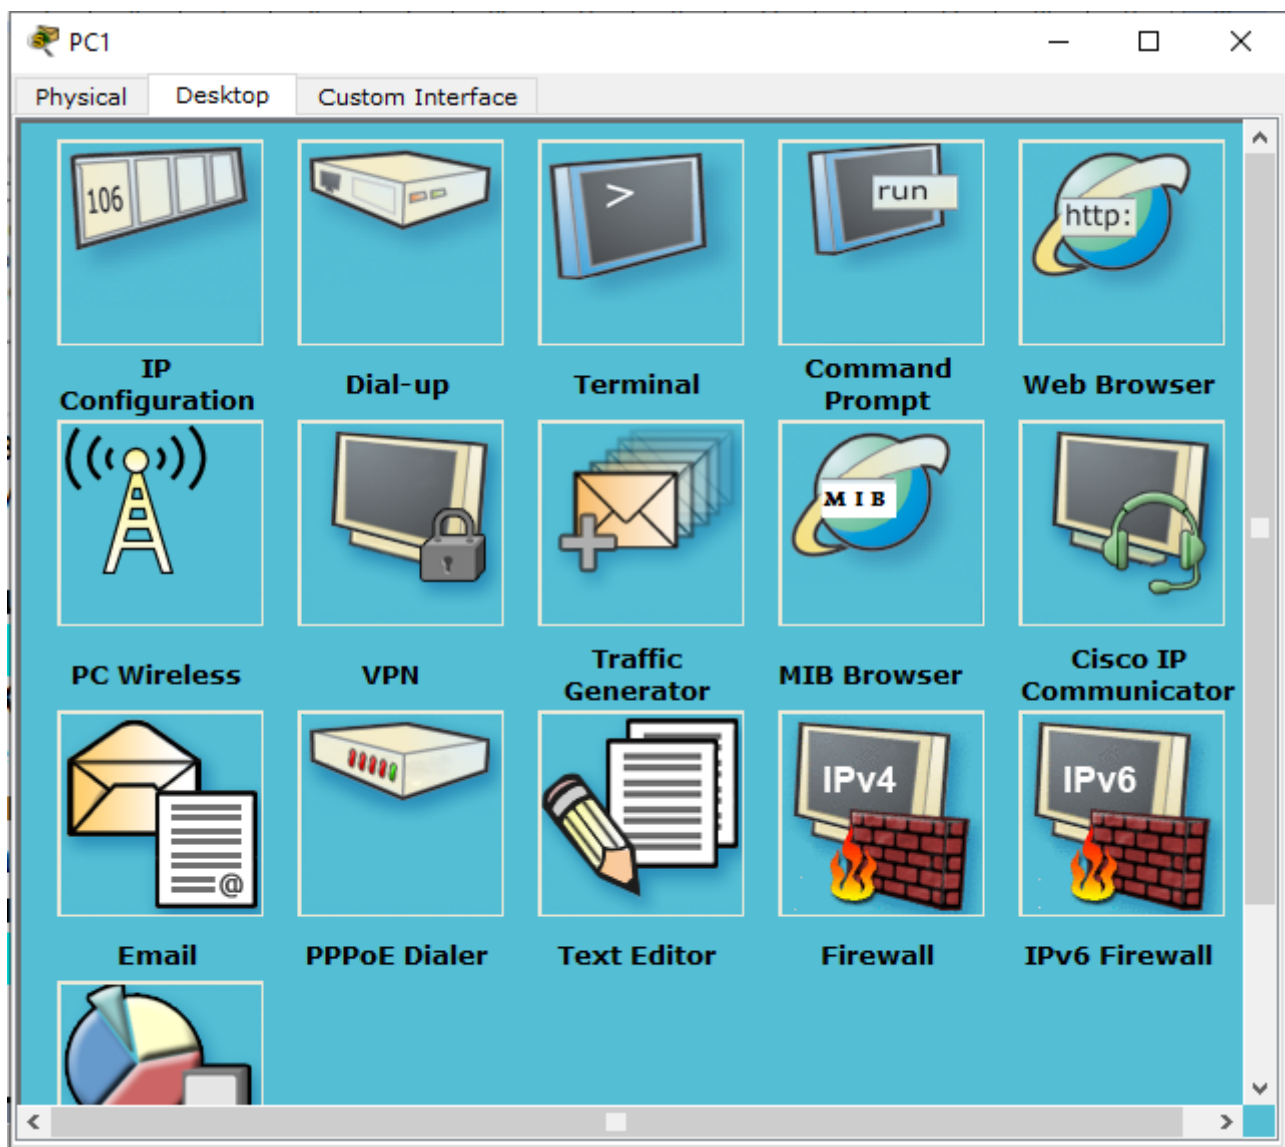 PC1
Physical
Desktop
Custom Interface
106
>
run
http:
IP
Configuration
Dial-up
Terminal
Command
Prompt
Web Browser
MIB
PC Wireless
VPN
Traffic
Generator
MIB Browser
Cisco IP
Communicator
@
IPv4
IPv6
Email
PPPoE Dialer
Text Editor
Firewall
IPv6 Firewall